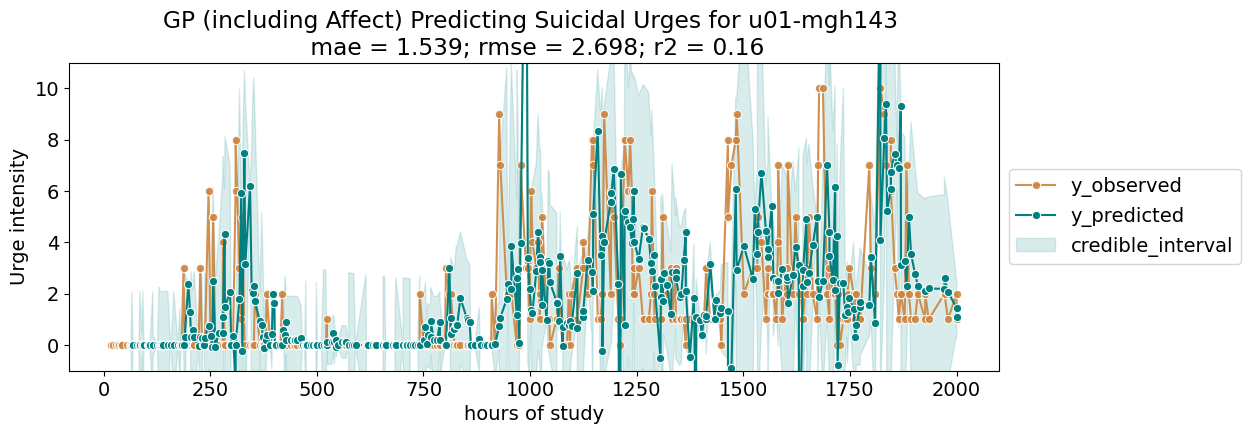 GP (including Affect) Predicting Suicidal Urges for u01-mgh143
mae = 1.539; rmse = 2.698; r2 = 0.16
Urge intensity
10
8
6
4
2
0
0 250 500 750 1000 1250 1500 1750 2000
hours of study
y_observed
y_predicted
credible_interval